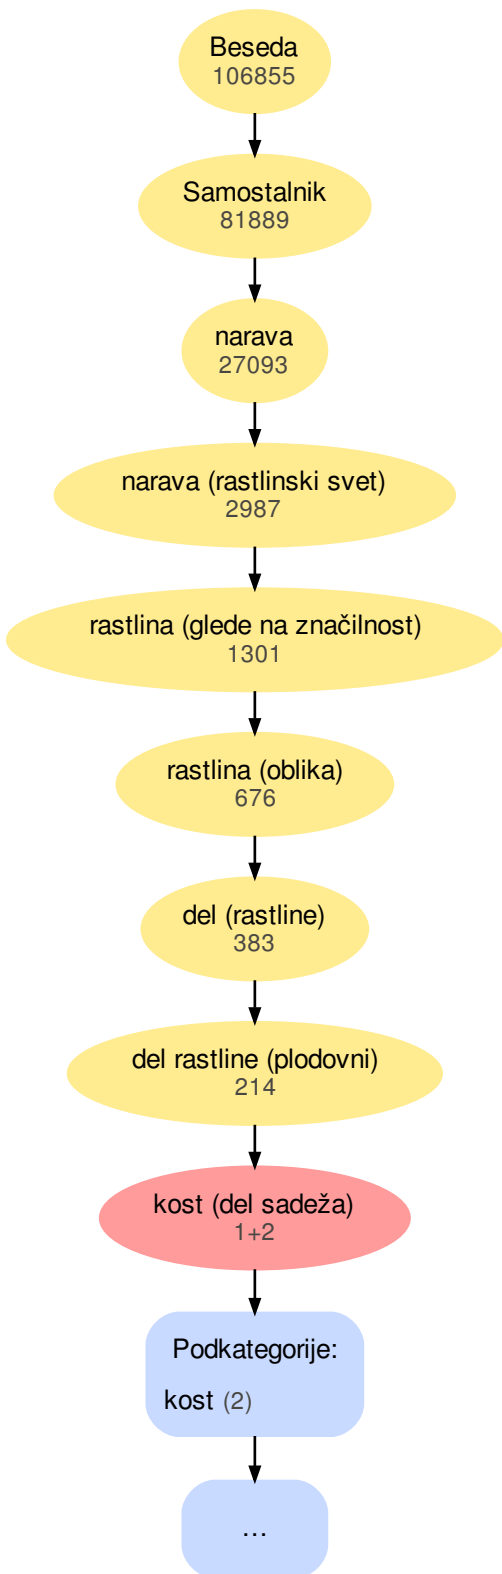 Beseda
106855
Samostalnik
81889
narava
27093
narava (rastlinski svet)
2987
rastlina (glede na značilnost)
1301
rastlina (oblika)
676
del (rastline)
383
del rastline (plodovni)
214
kost (del sadeža)
1+2
Podkategorije:
kost (2)
...